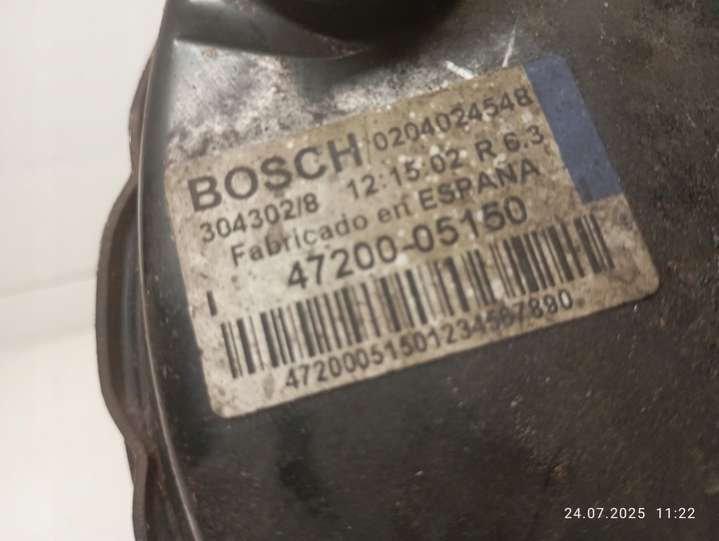 BOSCH 0204024548
304302/8 12:15:02 R 6.3
Fabricado en ESPANA
47200-05150
47200051501234567890
24.07.2025 11:22